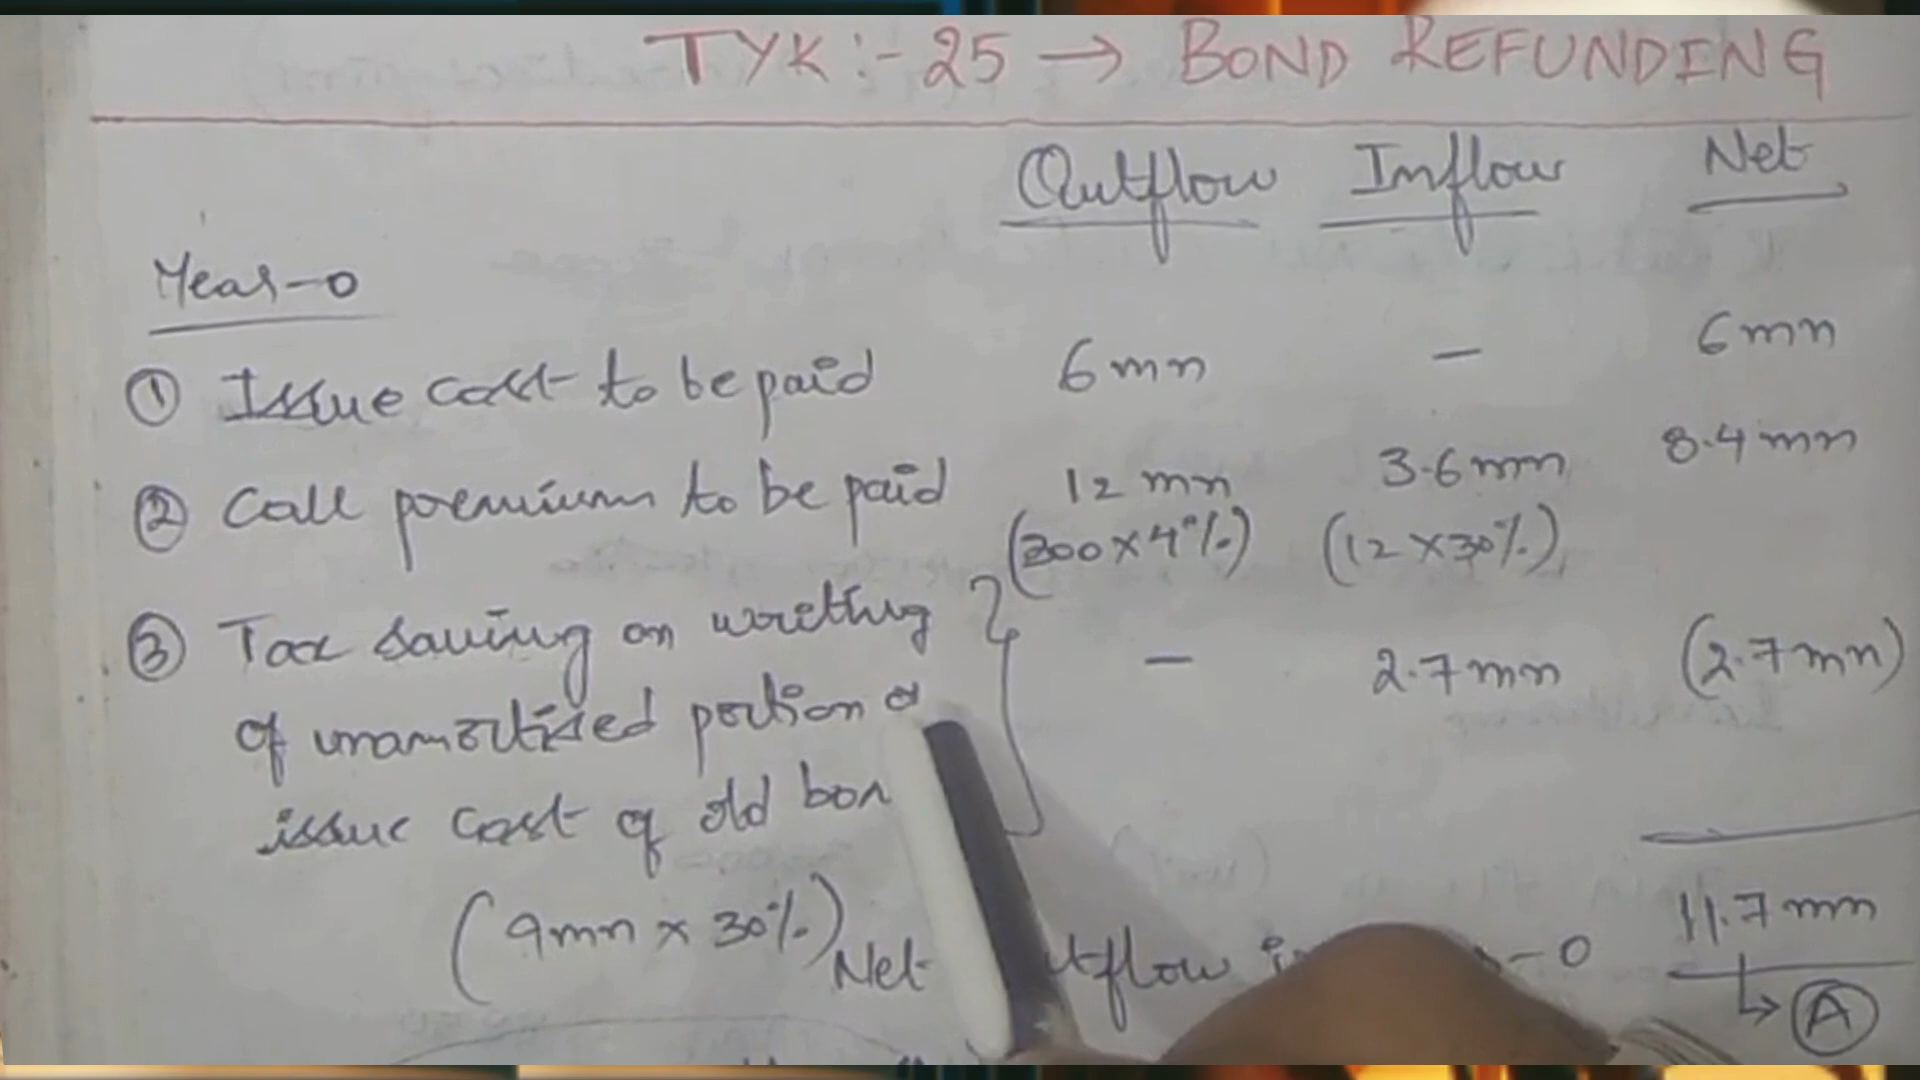 TYK :- 25 → BOND REFUNDING
Outflow Inflow Net
Year-0
① Issue cost to be paid 6 mn — 6 mn
② Call premium to be paid 12 mn 3.6 mn 8.4 mn
(300 x 4%) (12 x 30%)
③ Tax saving on writing — 2.7 mn (2.7 mn)
of unamortised portion
issue cost of old
(9mn x 30%)
Net -0 11.7 mn
→ A